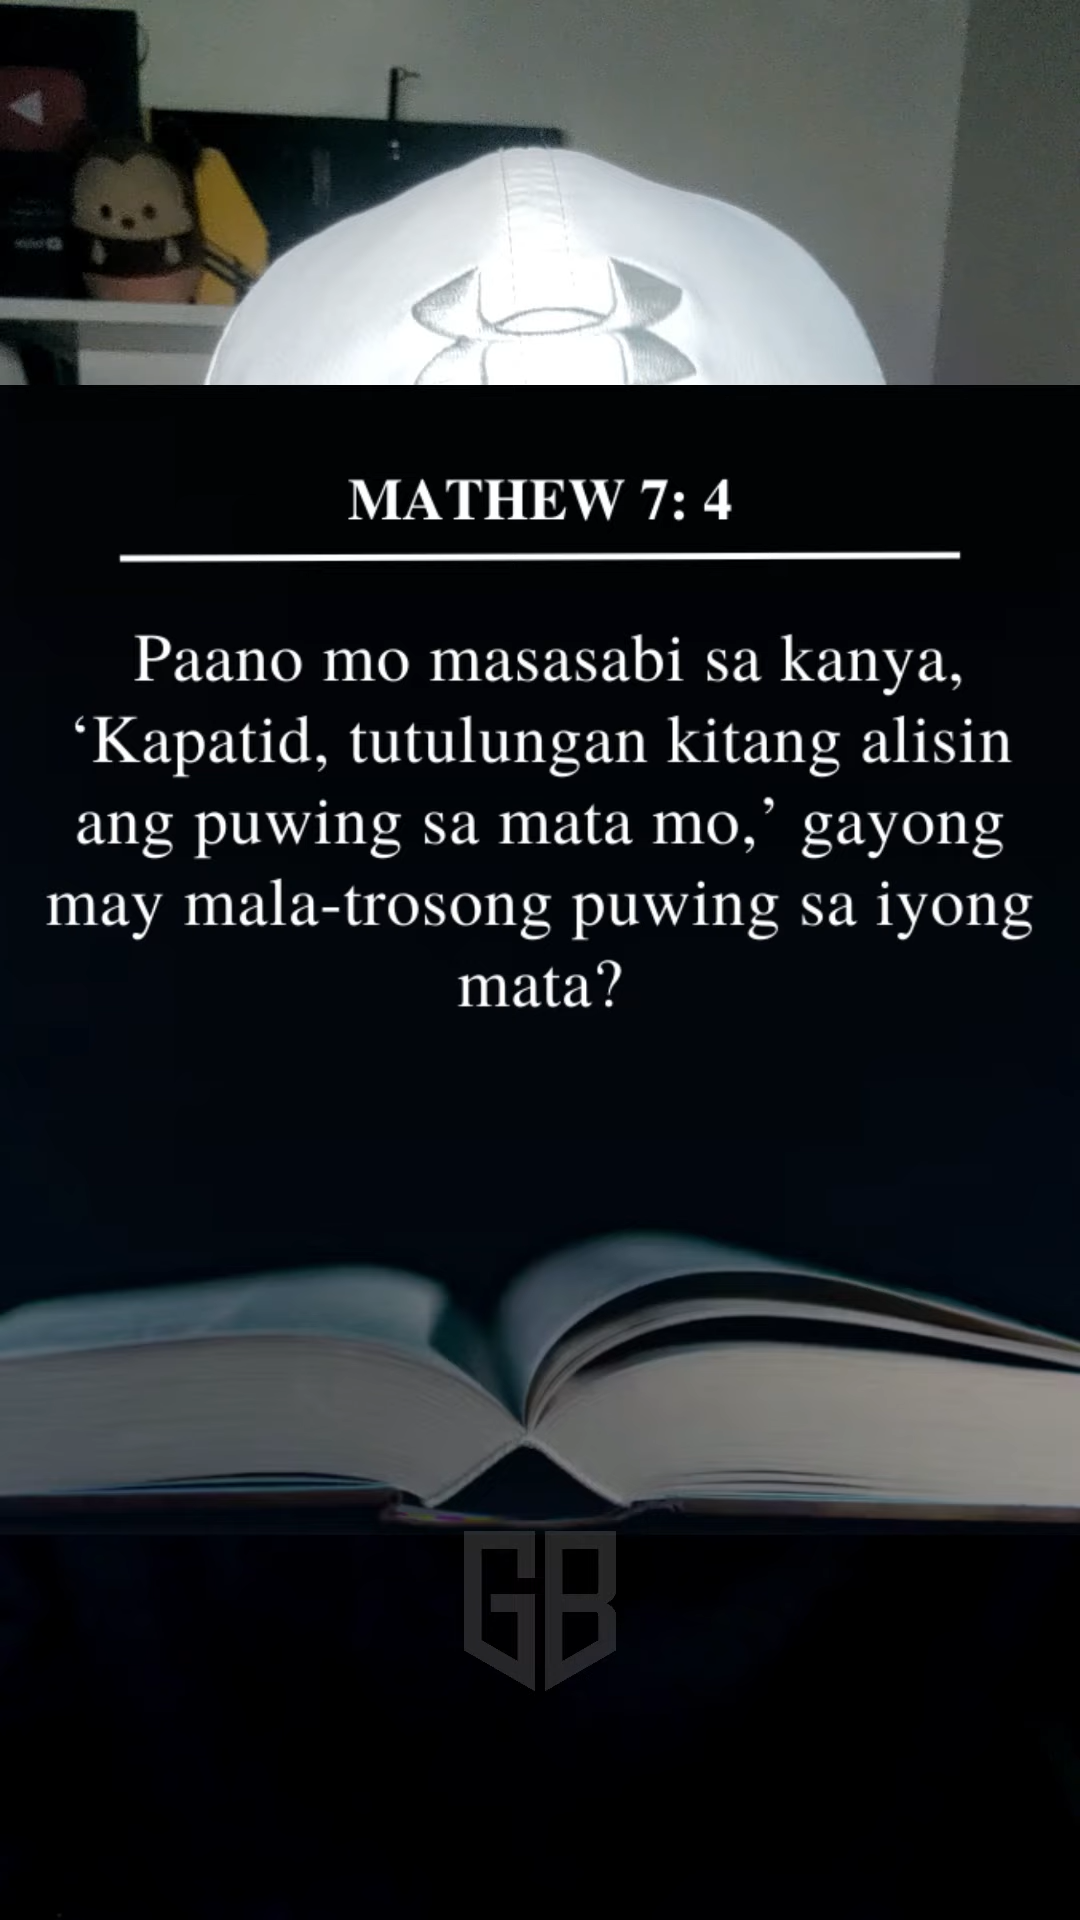 MATHEW 7: 4
Paano mo masasabi sa kanya,
‘Kapatid, tutulungan kitang alisin
ang puwing sa mata mo,’ gayong
may mala-trosong puwing sa iyong
mata?
GB